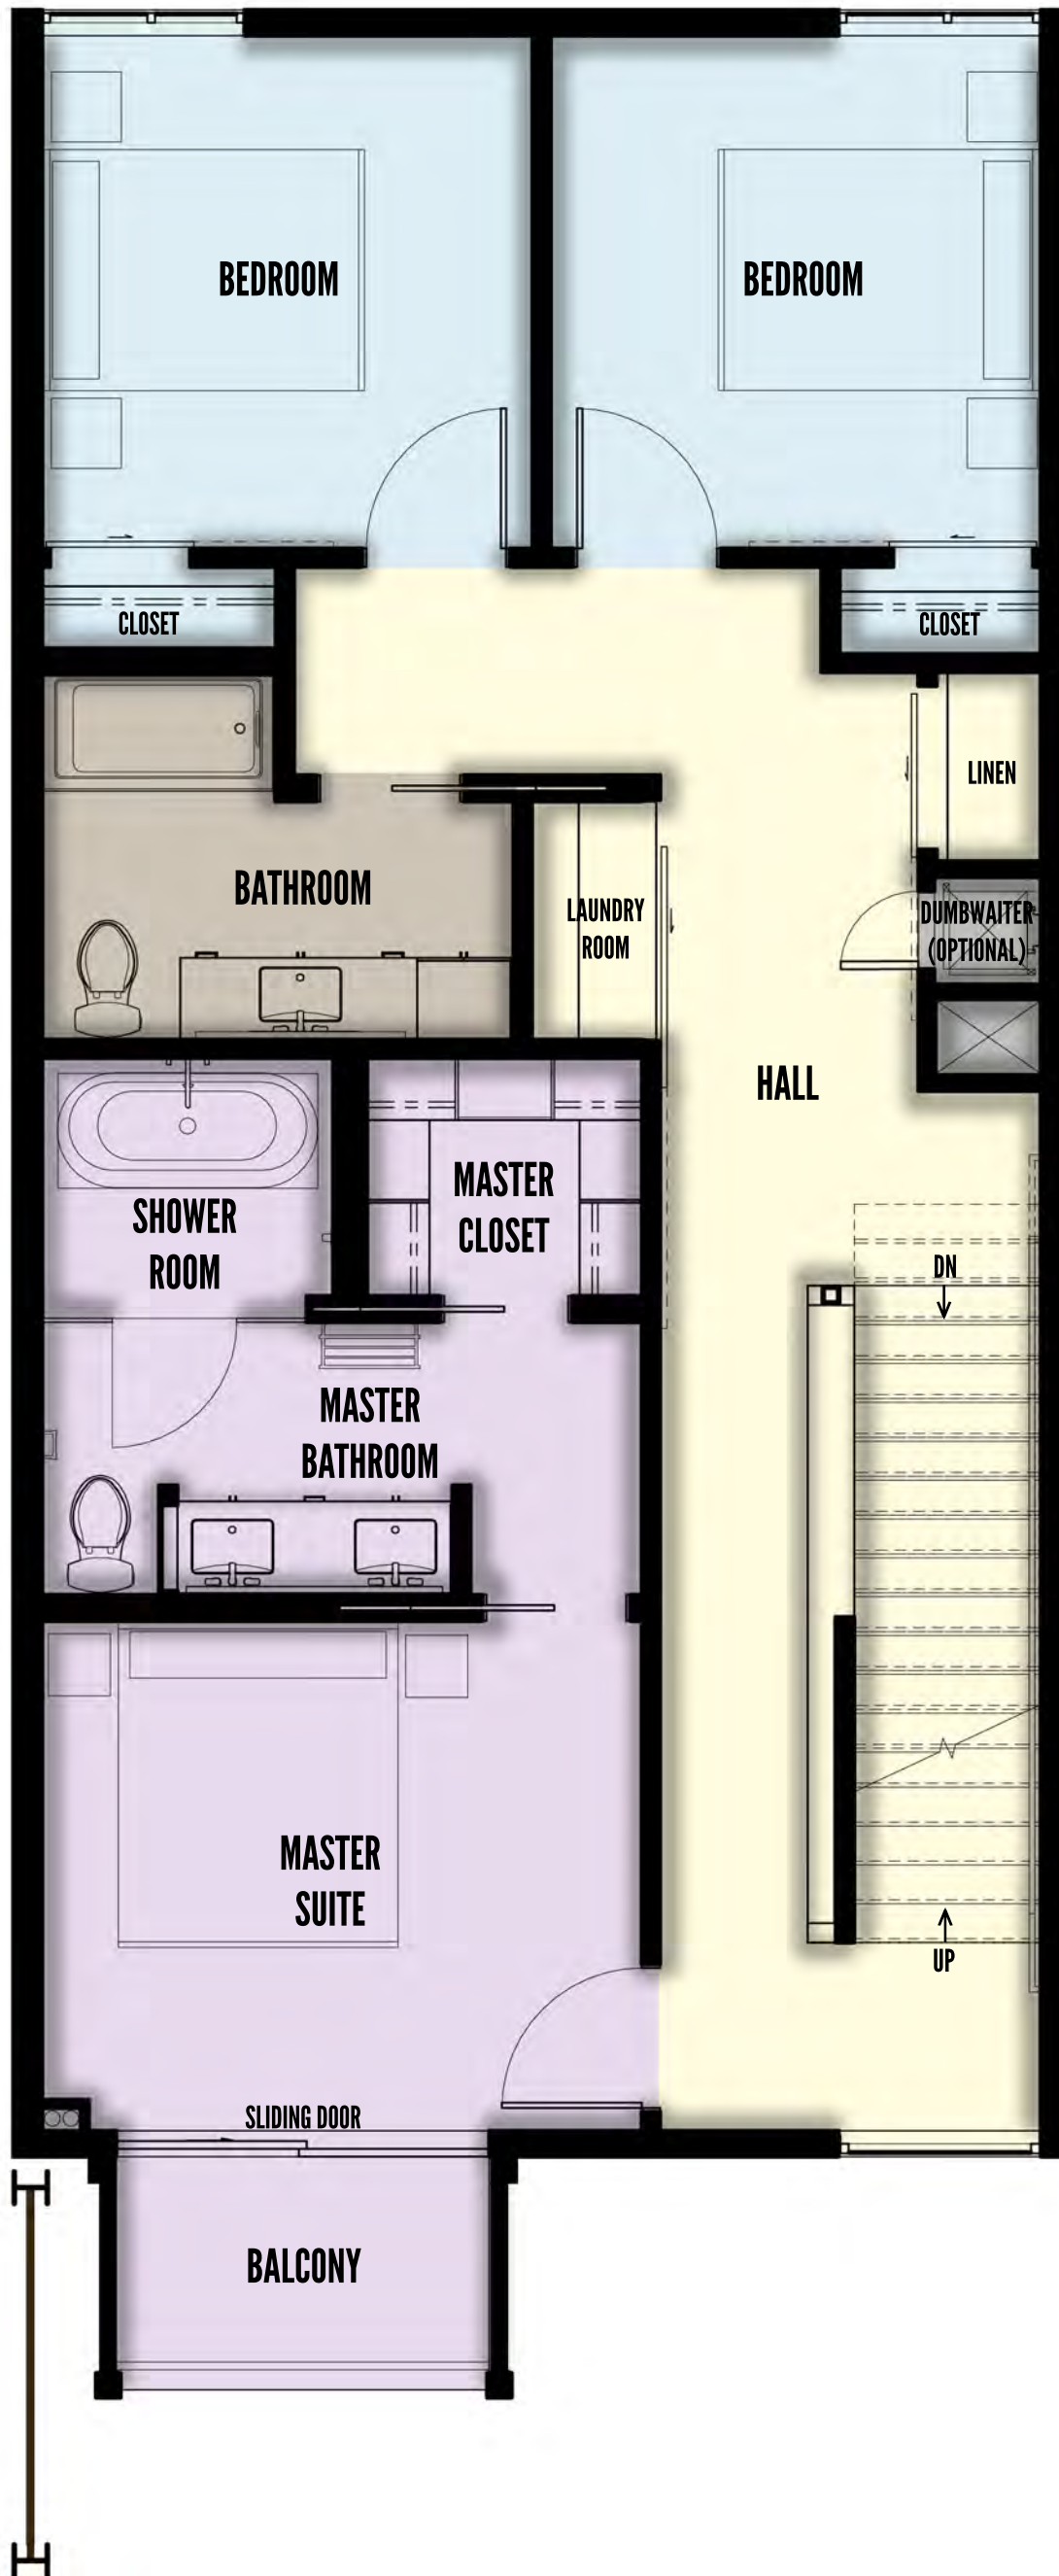 BEDROOM
BEDROOM
CLOSET
CLOSET
LINEN
BATHROOM
LAUNDRY
ROOM
DUMBWAITER
(OPTIONAL)
HALL
SHOWER
ROOM
MASTER
CLOSET
DN
MASTER
BATHROOM
MASTER
SUITE
UP
SLIDING DOOR
BALCONY